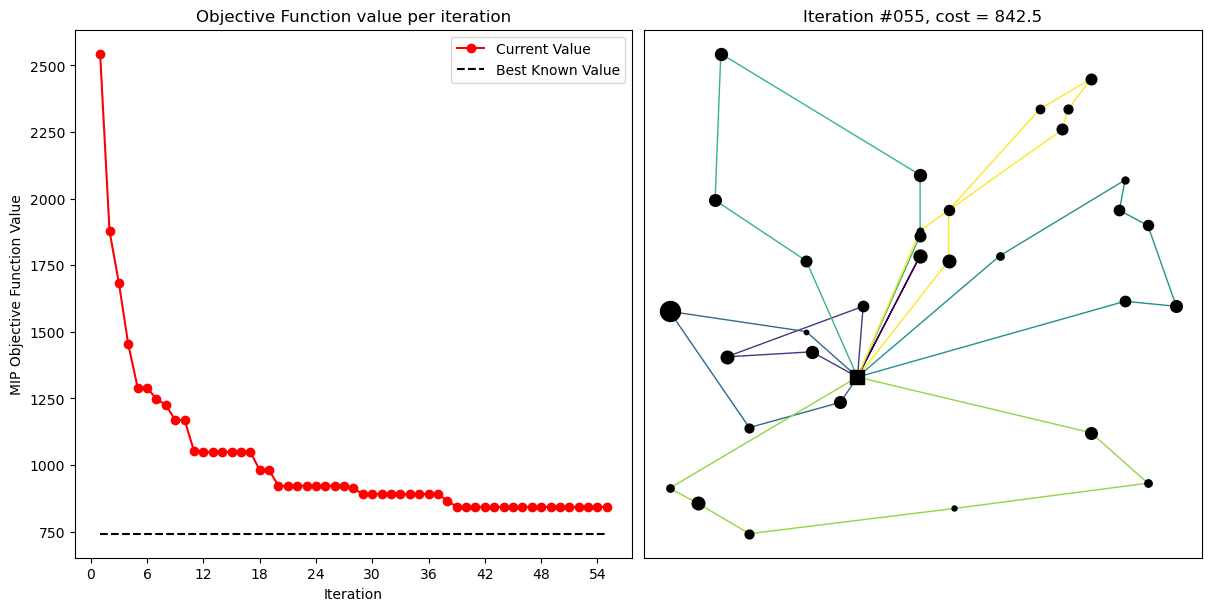 Objective Function value per iteration
Current Value
Best Known Value
2500
2250
2000
1750
1500
1250
1000
750
MIP Objective Function Value
0 6 12 18 24 30 36 42 48 54
Iteration
Iteration #055, cost = 842.5